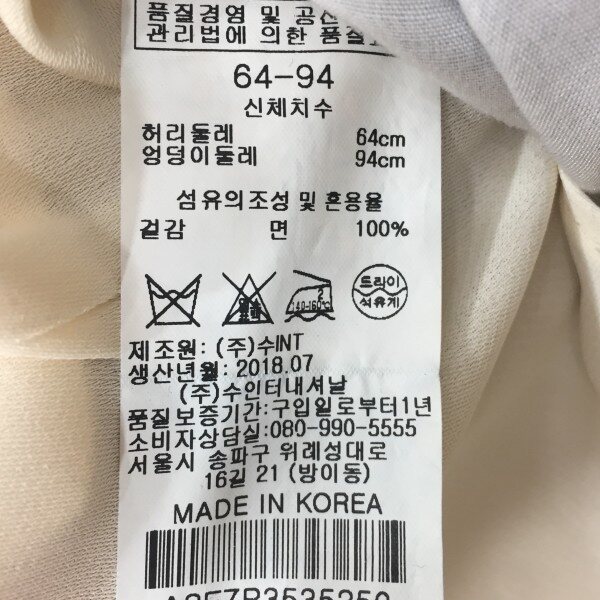 품질경영 및 공산
관리법에 의한 품질
64-94
신체치수
허리둘레 64cm
엉덩이둘레 94cm
섬유의조성 및 혼용율
겉감 면 100%
2
140~160℃
드라이
석유계
제조원: (주)수INT
생산년월: 2018.07
(주)수인터내셔날
품질보증기간:구입일로부터1년
소비자상담실:080-990-5555
서울시 송파구 위례성대로
16길 21 (방이동)
MADE IN KOREA